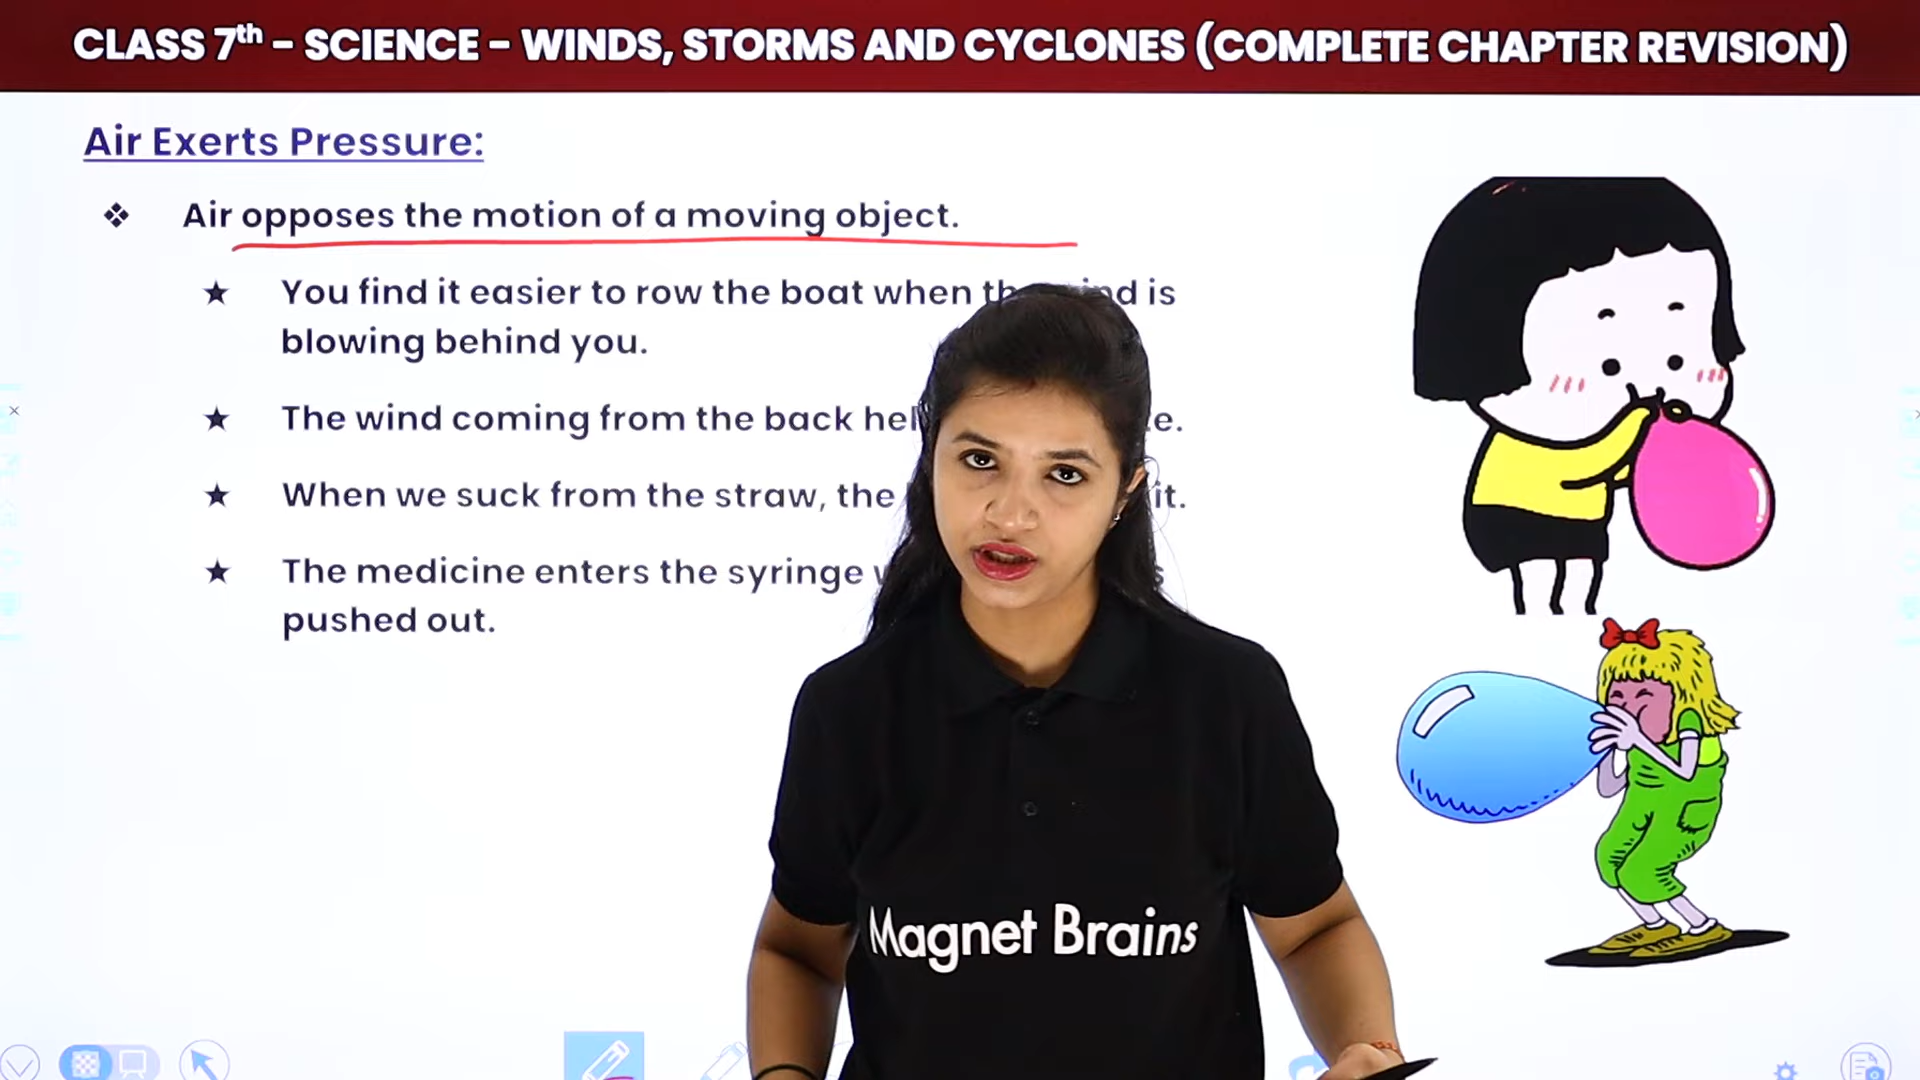 CLASS 7th – SCIENCE – WINDS, STORMS AND CYCLONES (COMPLETE CHAPTER REVISION)
Air Exerts Pressure:
❖ Air opposes the motion of a moving object.
★ You find it easier to row the boat when is
blowing behind you.
★ The wind coming from the back
★ When we suck from the straw, the it.
★ The medicine enters the syringe
pushed out.
Magnet Brains